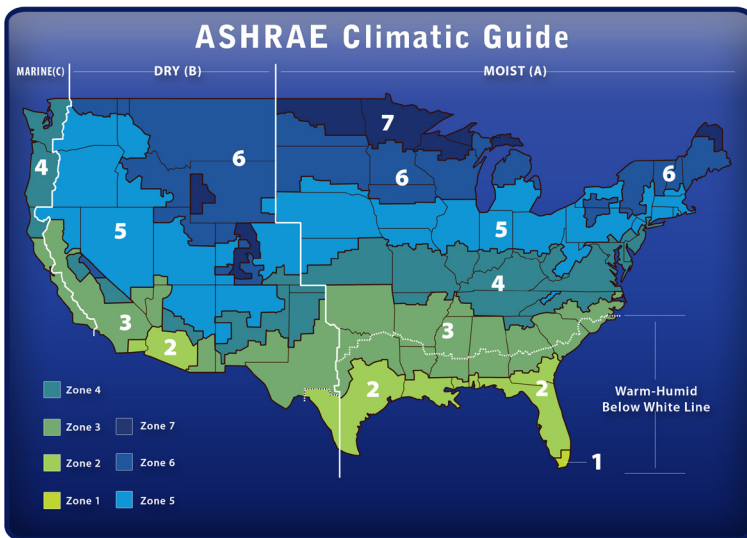 ASHRAE Climatic Guide
MARINE(C)
DRY (B)
MOIST (A)
7
6
4
6
6
5
5
4
3
3
2
2
2
Warm-Humid
Below White Line
1
Zone 4
Zone 3
Zone 7
Zone 2
Zone 6
Zone 1
Zone 5